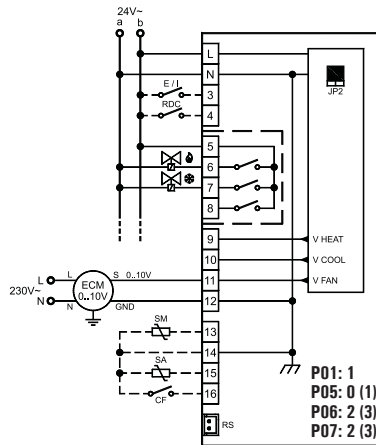 24V~
a b
L
N
E / I
3
RDC
4
JP2
5
6
7
8
9 V HEAT
10 V COOL
L L S 0..10V 11 V FAN
ECM
0..10V
230V~
N N GND 12
SM
13
14
SA
15
CF
16
RS
P01: 1
P05: 0 (1)
P06: 2 (3)
P07: 2 (3)